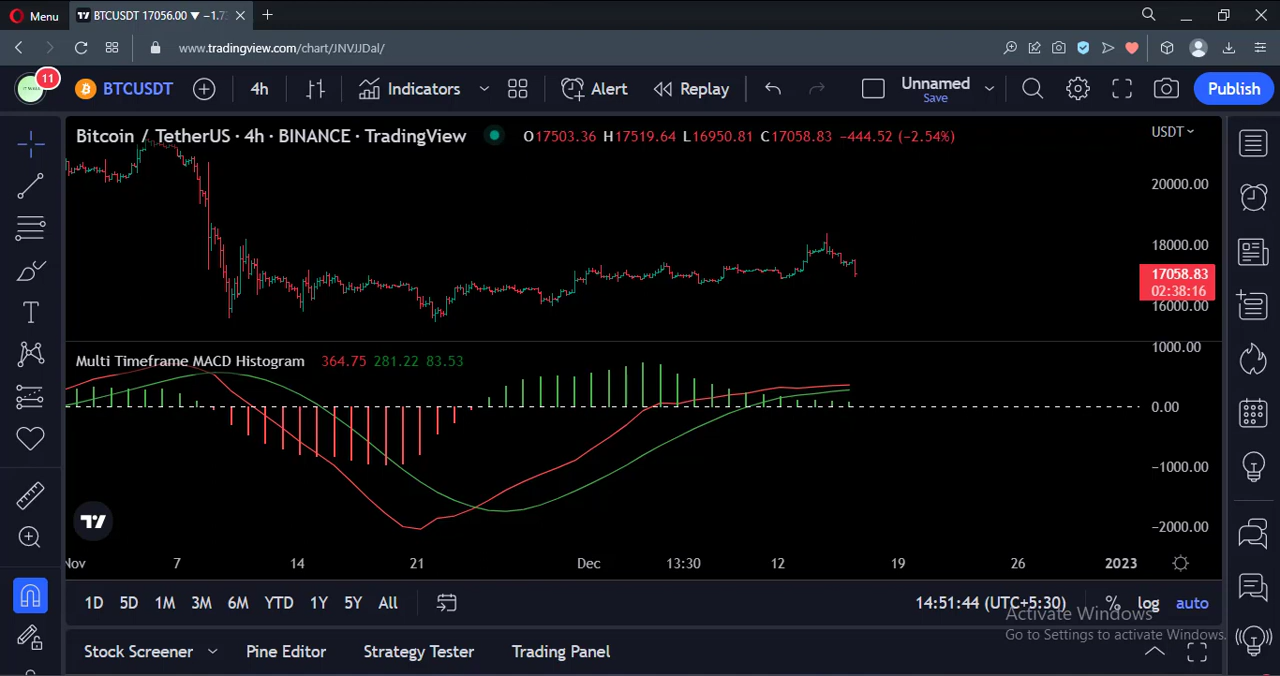 Menu
BTCUSDT 17056.00 ▼ −1.7
www.tradingview.com/chart/JNVJJDal/
11
BTCUSDT
4h
Indicators
Alert
Replay
Unnamed
Save
Publish
Bitcoin / TetherUS · 4h · BINANCE · TradingView
O17503.36 H17519.64 L16950.81 C17058.83 −444.52 (−2.54%)
USDT
20000.00
18000.00
17058.83
02:38:16
16000.00
Multi Timeframe MACD Histogram 364.75 281.22 83.53
1000.00
0.00
−1000.00
−2000.00
Nov 7 14 21 Dec 13:30 12 19 26 2023
1D 5D 1M 3M 6M YTD 1Y 5Y All
14:51:44 (UTC+5:30) % log auto
Activate Windows
Go to Settings to activate Windows.
Stock Screener Pine Editor Strategy Tester Trading Panel